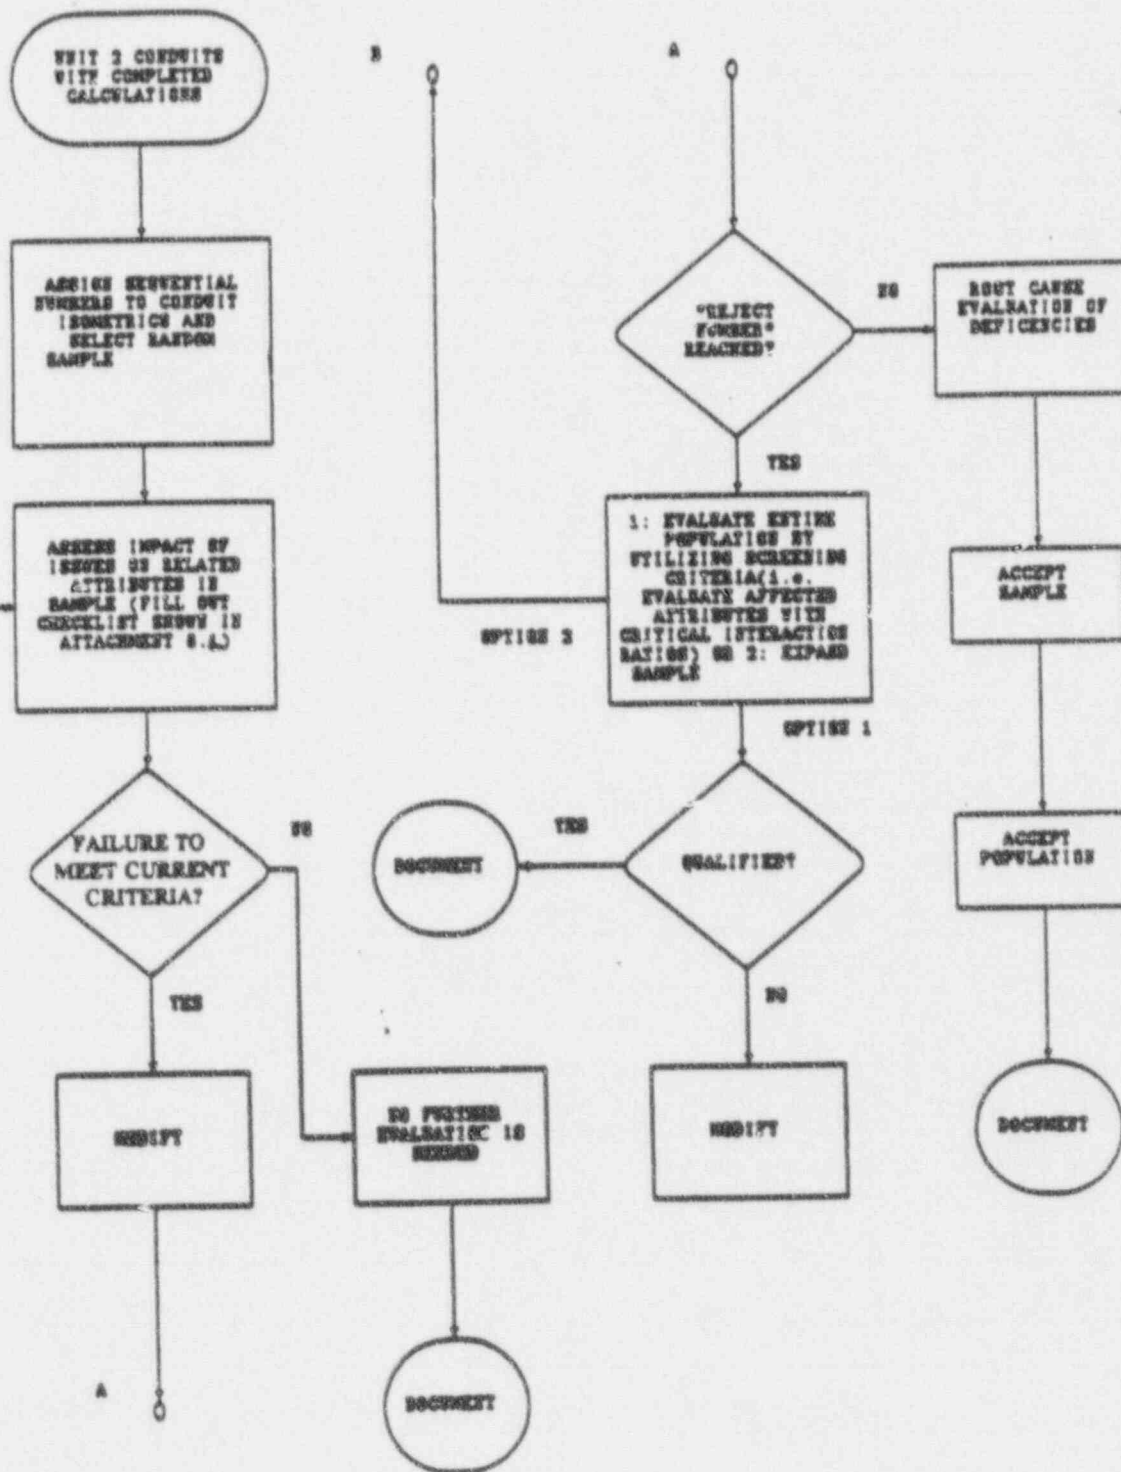 UNIT 2 CONDUITS
WITH COMPLETED
CALCULATIONS
ASSIGN SEQUENTIAL
NUMBERS TO CONDUIT
ISOMETRICS AND
SELECT RANDOM
SAMPLE
ASSESS IMPACT OF
ISSUES ON RELATED
ATTRIBUTES IN
SAMPLE (FILL OUT
CHECKLIST SHOWN IN
ATTACHMENT 8.A)
FAILURE TO
MEET CURRENT
CRITERIA?
NO
YES
MODIFY
A
NO FURTHER
EVALUATION IS
NEEDED
DOCUMENT
B
A
"REJECT
NUMBER"
REACHED?
NO
YES
1: EVALUATE ENTIRE
POPULATION BY
UTILIZING SCREENING
CRITERIA(i.e.
EVALUATE AFFECTED
ATTRIBUTES WITH
CRITICAL INTERACTION
RATION) OR 2: EXPAND
SAMPLE
OPTION 2
OPTION 1
QUALIFIED?
YES
DOCUMENT
NO
MODIFY
ROOT CAUSE
EVALUATION OF
DEFICENCIES
ACCEPT
SAMPLE
ACCEPT
POPULATION
DOCUMENT